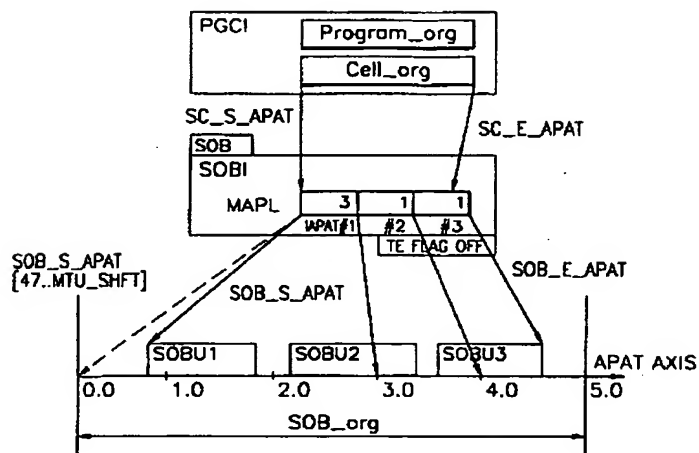 PGCI
Program_org
Cell_org
SC_S_APAT
SC_E_APAT
SOB
SOBI
MAPL
3 1 1
IAPAT#1 #2 #3
TE FLAG OFF
SOB_S_APAT
[47..MTU_SHFT]
SOB_S_APAT
SOB_E_APAT
SOBU1 SOBU2 SOBU3
APAT AXIS
0.0 1.0 2.0 3.0 4.0 5.0
SOB_org